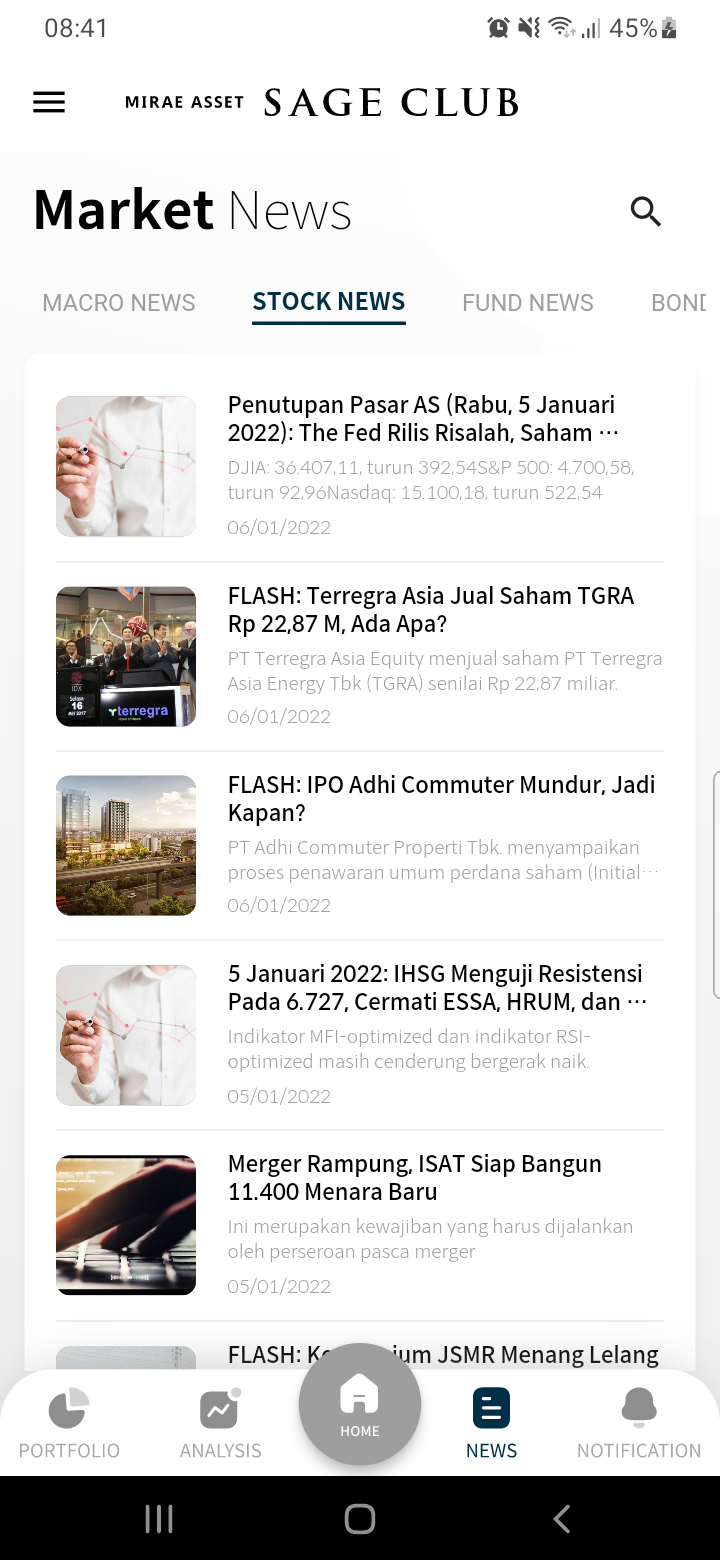 08:41
45%
MIRAE ASSET SAGE CLUB
Market News
MACRO NEWS STOCK NEWS FUND NEWS BOND
Penutupan Pasar AS (Rabu, 5 Januari
2022): The Fed Rilis Risalah, Saham ···
DJIA: 36.407,11, turun 392,54S&P 500: 4.700,58,
turun 92,96Nasdaq: 15.100,18, turun 522,54
06/01/2022
FLASH: Terregra Asia Jual Saham TGRA
Rp 22,87 M, Ada Apa?
PT Terregra Asia Equity menjual saham PT Terregra
Asia Energy Tbk (TGRA) senilai Rp 22,87 miliar.
06/01/2022
IDX
Selasa
16
MEI 2017
terregra
FLASH: IPO Adhi Commuter Mundur, Jadi
Kapan?
PT Adhi Commuter Properti Tbk. menyampaikan
proses penawaran umum perdana saham (Initial···
06/01/2022
5 Januari 2022: IHSG Menguji Resistensi
Pada 6.727, Cermati ESSA, HRUM, dan ···
Indikator MFI-optimized dan indikator RSI-
optimized masih cenderung bergerak naik.
05/01/2022
Merger Rampung, ISAT Siap Bangun
11.400 Menara Baru
Ini merupakan kewajiban yang harus dijalankan
oleh perseroan pasca merger
05/01/2022
FLASH: JSMR Menang Lelang
PORTFOLIO ANALYSIS HOME NEWS NOTIFICATION